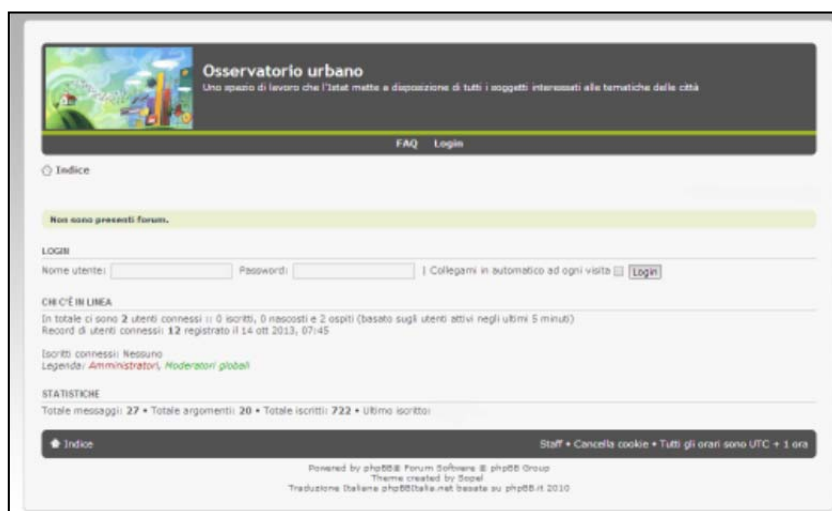 Osservatorio urbano
Uno spazio di lavoro che l'Istat mette a disposizione di tutti i soggetti interessati alle tematiche delle città
FAQ Login
Indice
Non sono presenti forum.
LOGIN
Nome utente: Password: | Collegami in automatico ad ogni visita Login
CHI C'È IN LINEA
In totale ci sono 2 utenti connessi :: 0 iscritti, 0 nascosti e 2 ospiti (basato sugli utenti attivi negli ultimi 5 minuti)
Record di utenti connessi: 12 registrato il 14 ott 2013, 07:45
Iscritti connessi: Nessuno
Legenda: Amministratori, Moderatori globali
STATISTICHE
Totale messaggi: 27 • Totale argomenti: 20 • Totale iscritti: 722 • Ultimo iscritto:
Indice Staff • Cancella cookie • Tutti gli orari sono UTC + 1 ora
Powered by phpBB® Forum Software © phpBB Group
Theme created by Sopel
Traduzione Italiana phpBBItalia.net basata su phpBB.it 2010